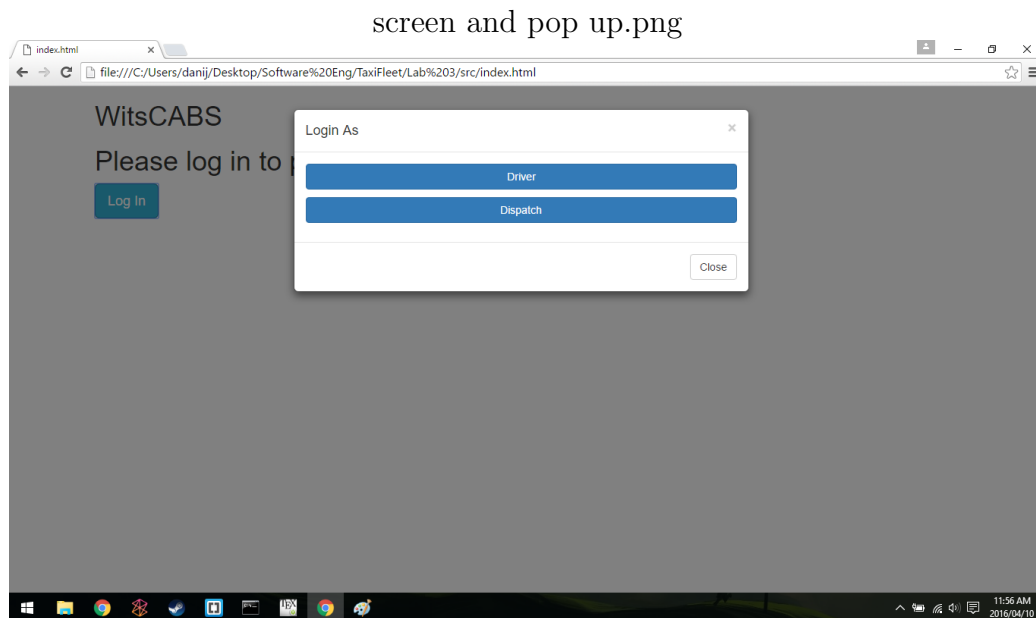 screen and pop up.png
index.html
file:///C:/Users/danij/Desktop/Software%20Eng/TaxiFleet/Lab%203/src/index.html
WitsCABS
Login As
Please log in to p
Driver
Log In
Dispatch
Close
11:56 AM
2016/04/10